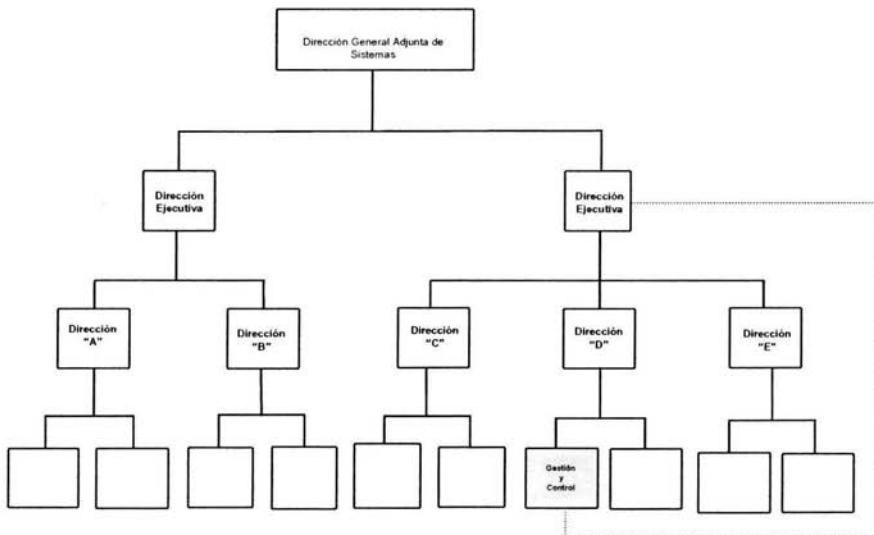 Dirección General Adjunta de
Sistemas
Dirección
Ejecutiva
Dirección
Ejecutiva
Dirección
"A"
Dirección
"B"
Dirección
"C"
Dirección
"D"
Dirección
"E"
Gestión
y
Control